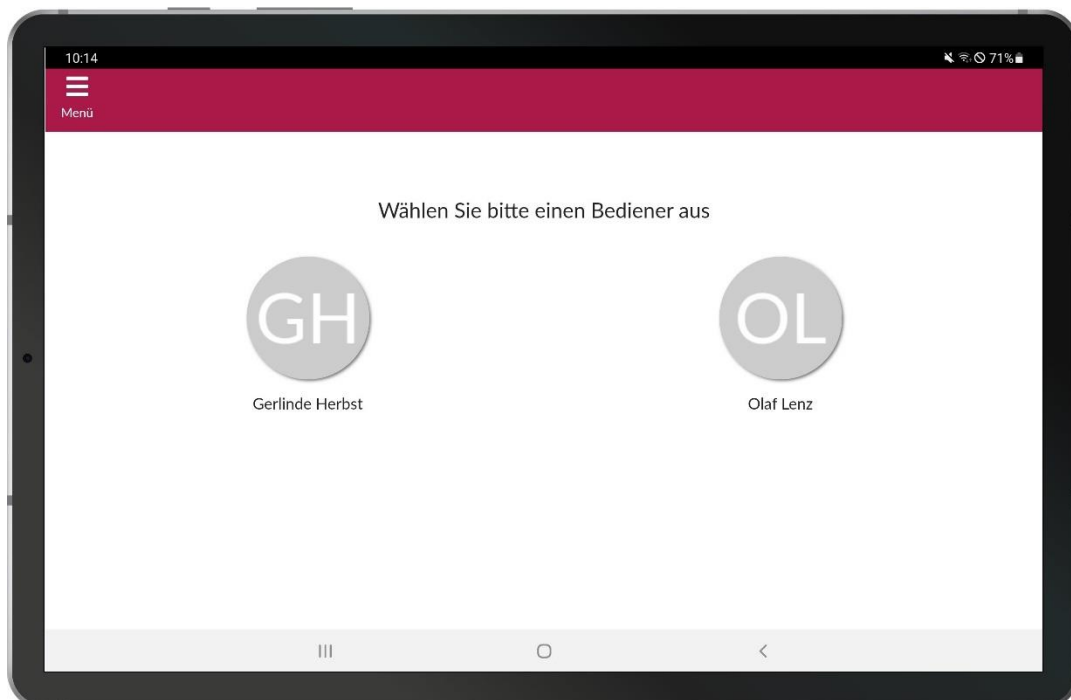 10:14
71%
Menü
Wählen Sie bitte einen Bediener aus
GH
OL
Gerlinde Herbst
Olaf Lenz